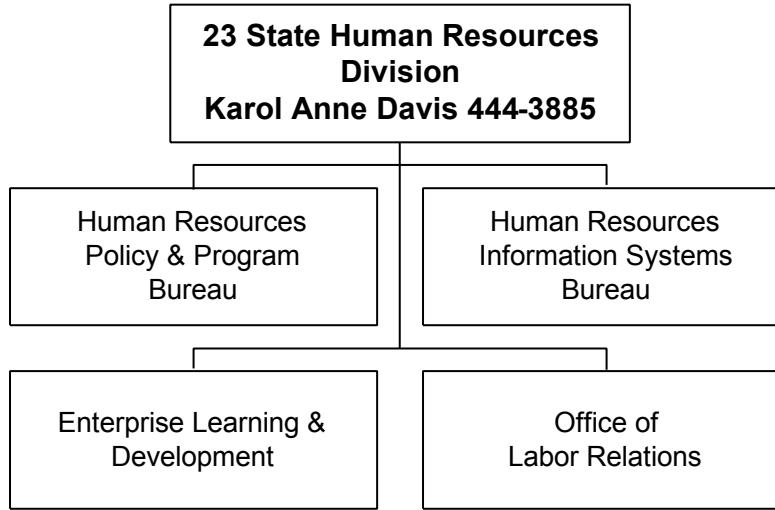 23 State Human Resources
Division
Karol Anne Davis 444-3885
Human Resources
Policy & Program
Bureau
Human Resources
Information Systems
Bureau
Enterprise Learning &
Development
Office of
Labor Relations